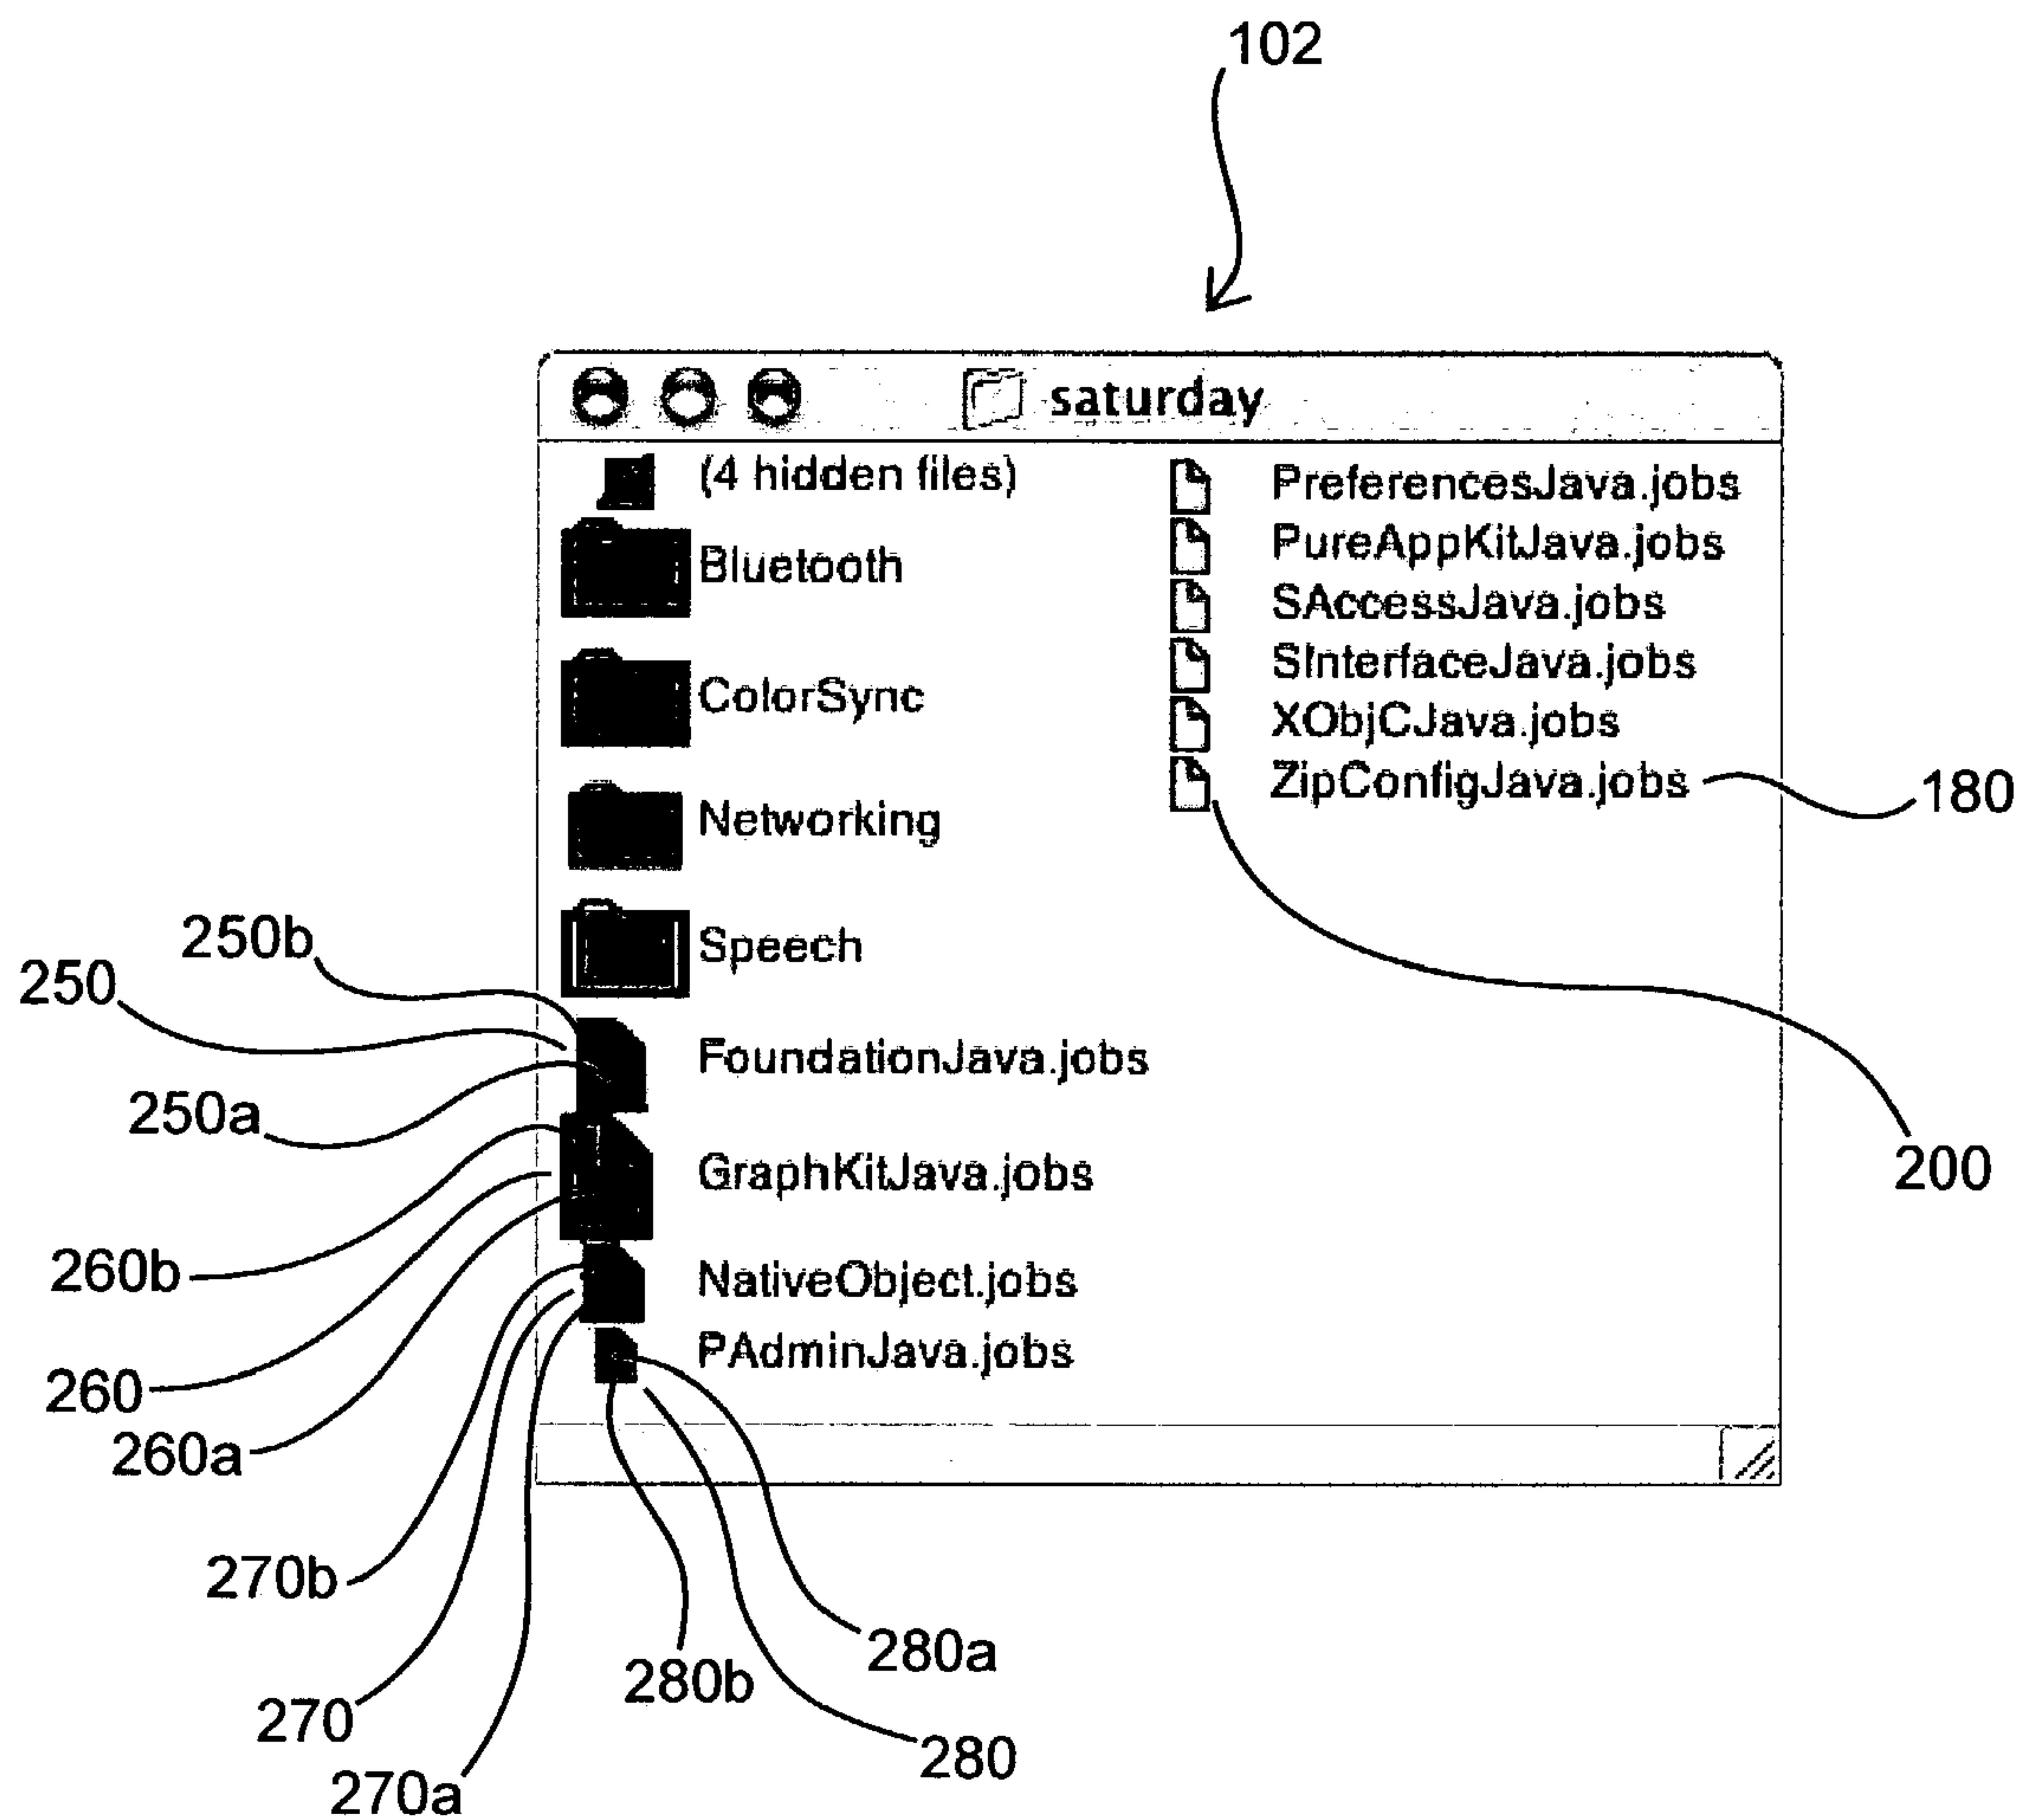 102
saturday
(4 hidden files)
Bluetooth
ColorSync
Networking
Speech
FoundationJava.jobs
GraphKitJava.jobs
NativeObject.jobs
PAdminJava.jobs
PreferencesJava.jobs
PureAppKitJava.jobs
SAccessJava.jobs
SInterfaceJava.jobs
XObjCJava.jobs
ZipConfigJava.jobs
180
200
250b
250
250a
260b
260
260a
270b
270
270a
280b
280a
280